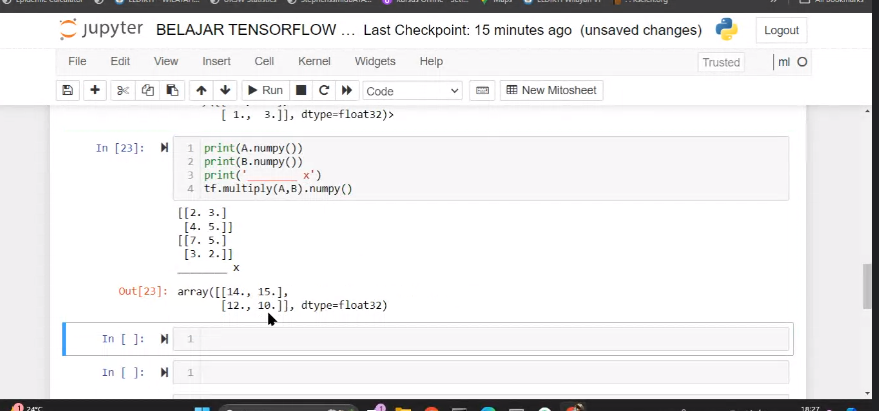 jupyter BELAJAR TENSORFLOW ... Last Checkpoint: 15 minutes ago (unsaved changes) Logout
File Edit View Insert Cell Kernel Widgets Help Trusted ml
Run Code New Mitosheet
[ 1., 3.]], dtype=float32)>
In [23]: 1 print(A.numpy())
2 print(B.numpy())
3 print('_______ x')
4 tf.multiply(A,B).numpy()
[[2. 3.]
[4. 5.]]
[[7. 5.]
[3. 2.]]
_______ x
Out[23]: array([[14., 15.],
[12., 10.]], dtype=float32)
In [ ]: 1
In [ ]: 1
24°C 18:27